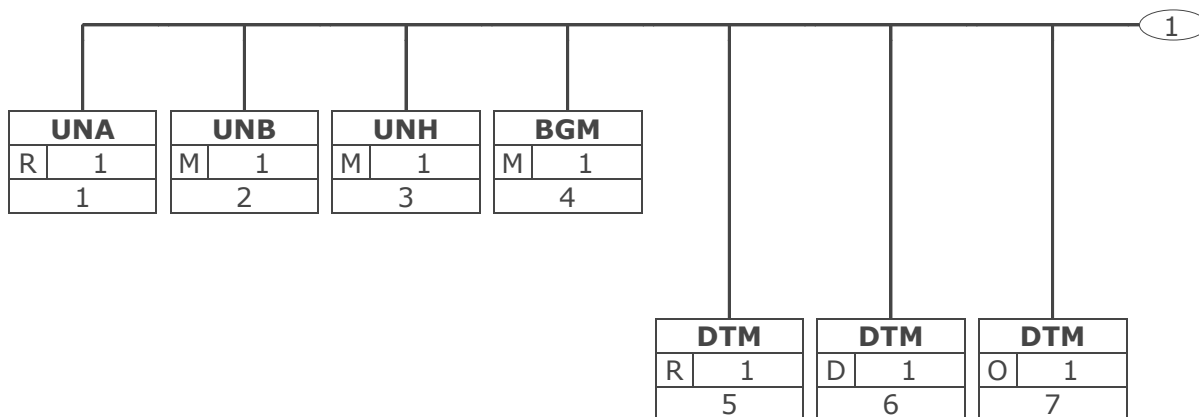 1
UNA UNB UNH BGM
R 1 M 1 M 1 M 1
1 2 3 4
DTM DTM DTM
R 1 D 1 O 1
5 6 7